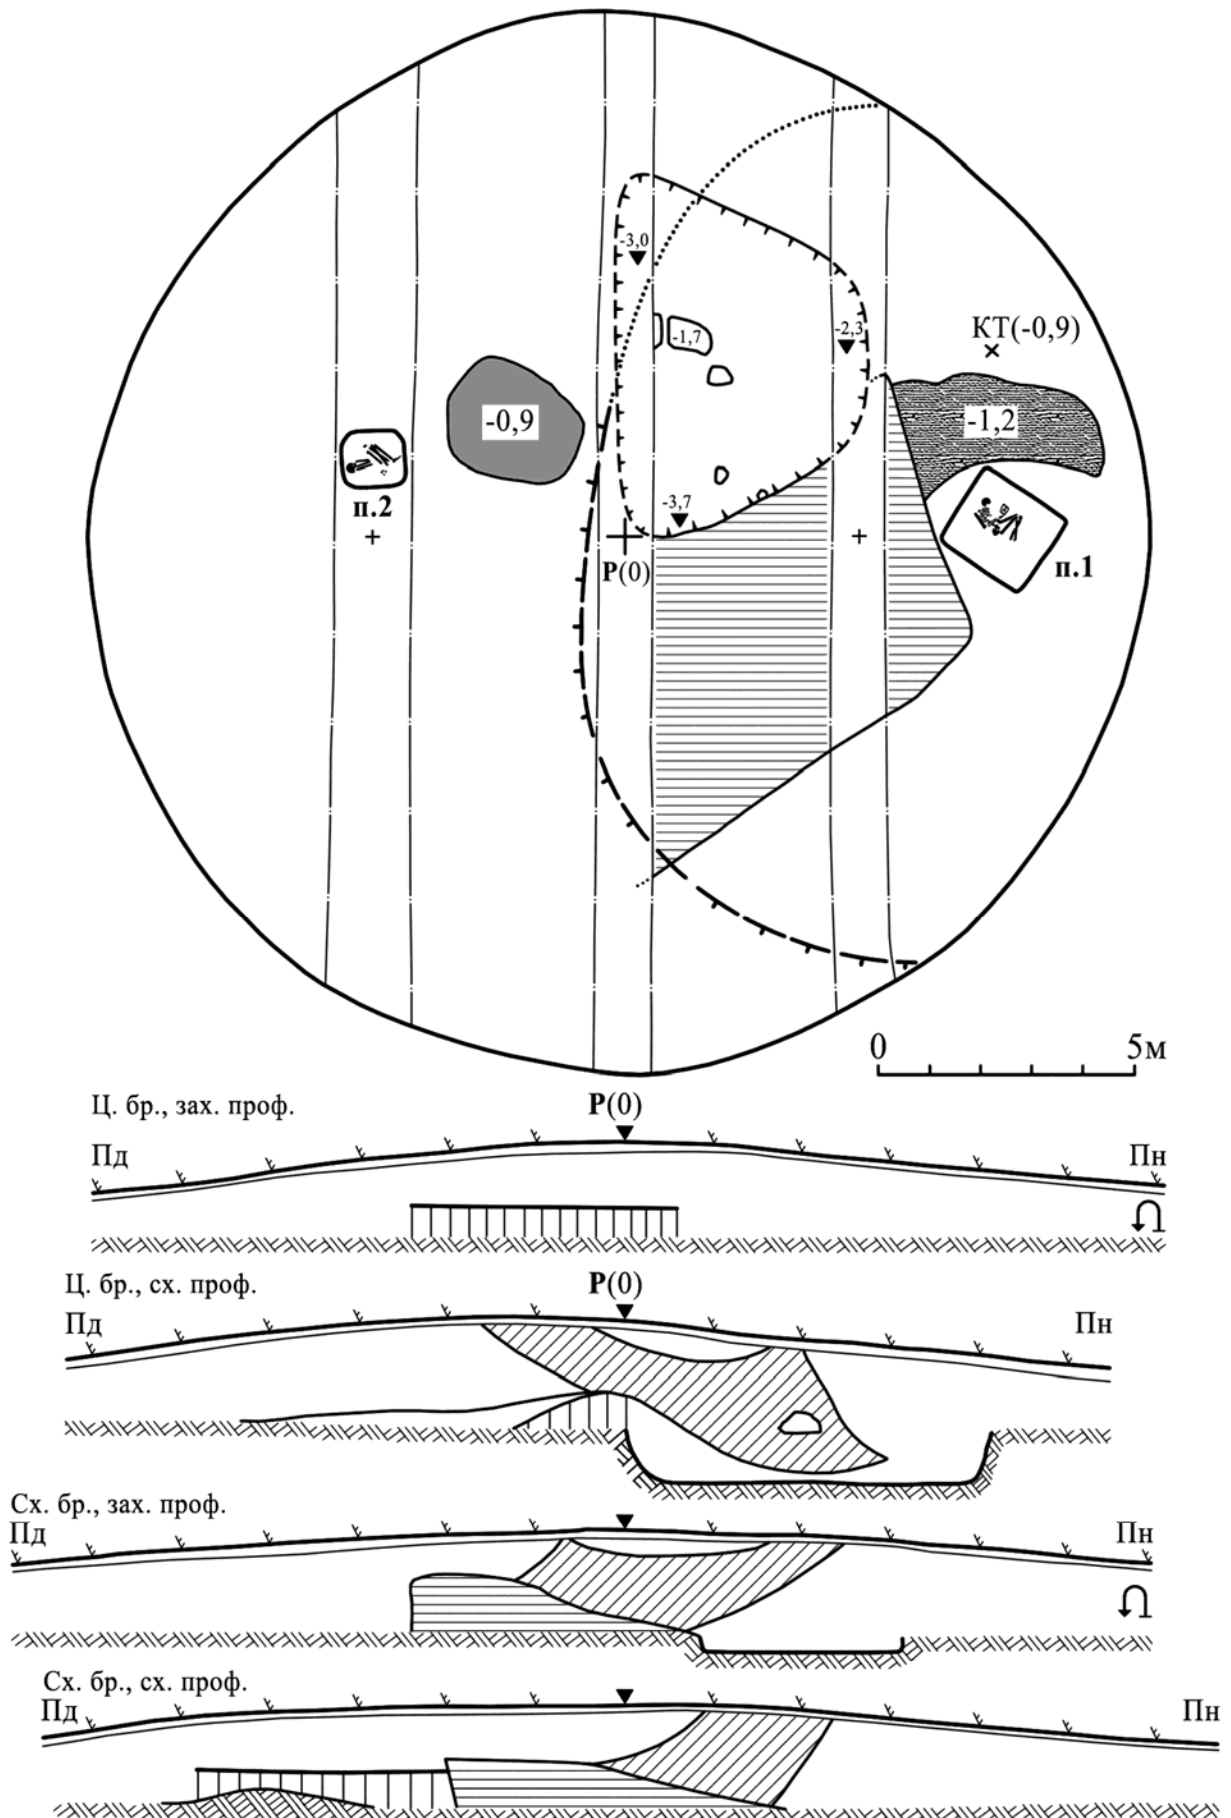 -3,0
-2,3
КТ(-0,9)
-1,7
-0,9
-1,2
п.2
-3,7
Р(0)
п.1
0 5м
Ц. бр., зах. проф.
Р(0)
Пд Пн
Ц. бр., сх. проф.
Р(0)
Пд Пн
Сх. бр., зах. проф.
Пд Пн
Сх. бр., сх. проф.
Пд Пн